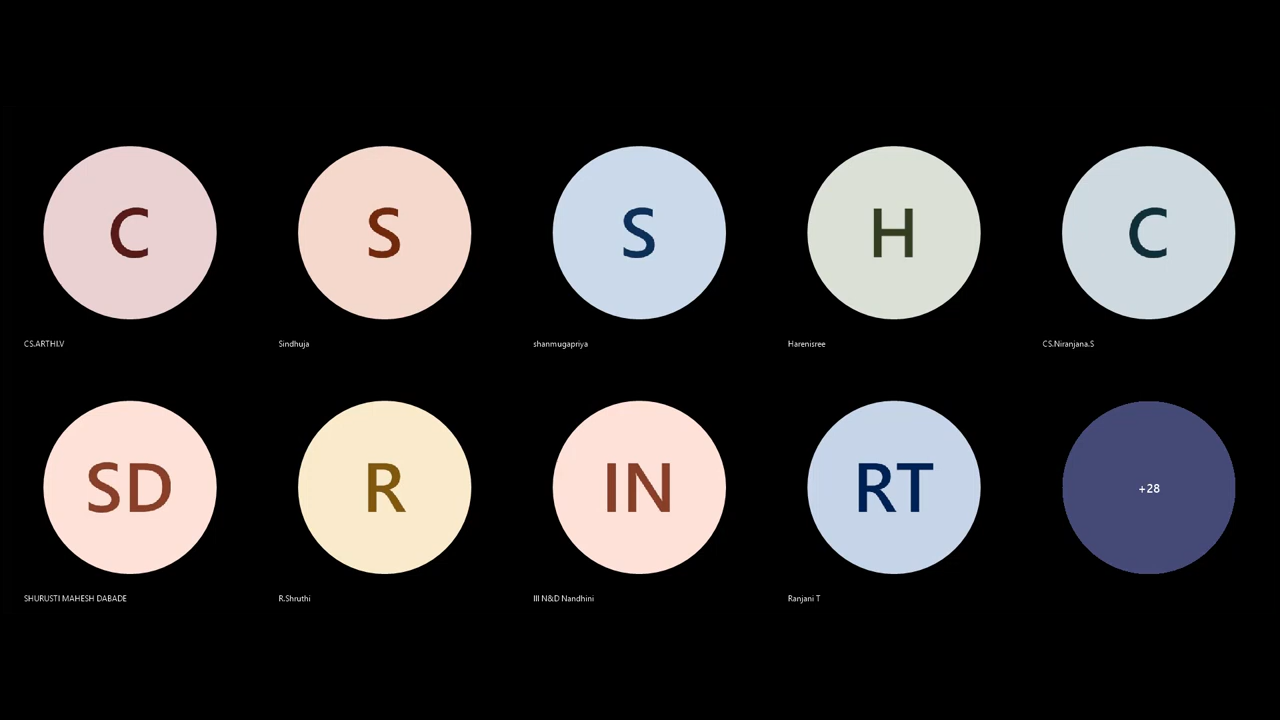 C
S
S
H
C
CS.ARTHI.V
Sindhuja
shanmugapriya
Harenisree
CS.Niranjana.S
SD
R
IN
RT
+28
SHURUSTI MAHESH DABADE
R.Shruthi
III N&D Nandhini
Ranjani T